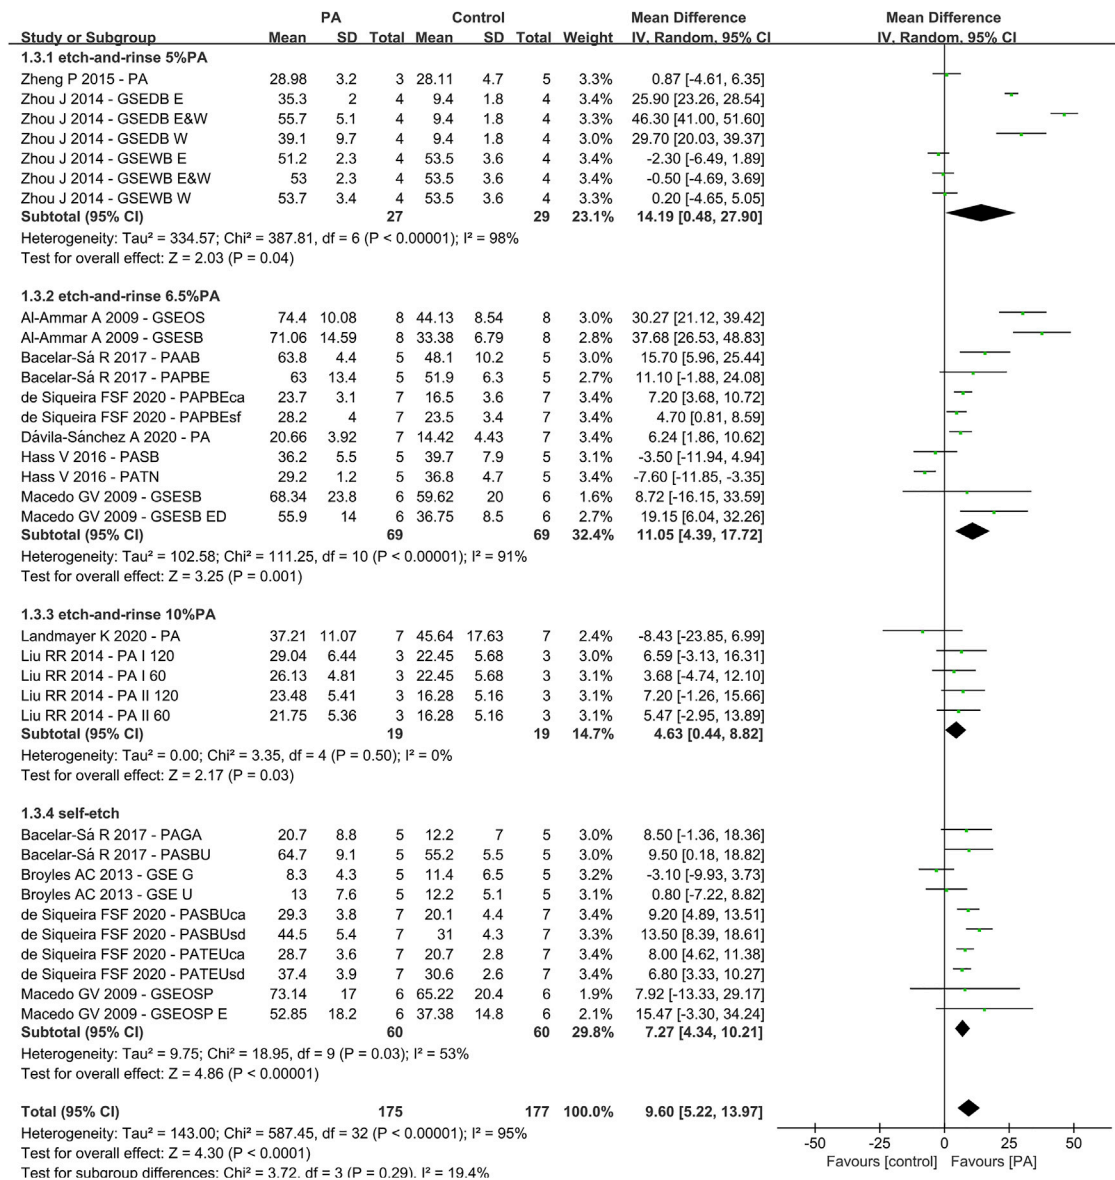 PA Control Mean Difference Mean Difference
Study or Subgroup Mean SD Total Mean SD Total Weight IV, Random, 95% CI IV, Random, 95% CI
1.3.1 etch-and-rinse 5%PA
Zheng P 2015 - PA 28.98 3.2 3 28.11 4.7 5 3.3% 0.87 [-4.61, 6.35]
Zhou J 2014 - GSEDB E 35.3 2 4 9.4 1.8 4 3.4% 25.90 [23.26, 28.54]
Zhou J 2014 - GSEDB E&W 55.7 5.1 4 9.4 1.8 4 3.3% 46.30 [41.00, 51.60]
Zhou J 2014 - GSEDB W 39.1 9.7 4 9.4 1.8 4 3.0% 29.70 [20.03, 39.37]
Zhou J 2014 - GSEWB E 51.2 2.3 4 53.5 3.6 4 3.4% -2.30 [-6.49, 1.89]
Zhou J 2014 - GSEWB E&W 53 2.3 4 53.5 3.6 4 3.4% -0.50 [-4.69, 3.69]
Zhou J 2014 - GSEWB W 53.7 3.4 4 53.5 3.6 4 3.3% 0.20 [-4.65, 5.05]
Subtotal (95% CI) 27 29 23.1% 14.19 [0.48, 27.90]
Heterogeneity: Tau² = 334.57; Chi² = 387.81, df = 6 (P < 0.00001); I² = 98%
Test for overall effect: Z = 2.03 (P = 0.04)
1.3.2 etch-and-rinse 6.5%PA
Al-Ammar A 2009 - GSEOS 74.4 10.08 8 44.13 8.54 8 3.0% 30.27 [21.12, 39.42]
Al-Ammar A 2009 - GSESB 71.06 14.59 8 33.38 6.79 8 2.8% 37.68 [26.53, 48.83]
Bacelar-Sá R 2017 - PAAB 63.8 4.4 5 48.1 10.2 5 3.0% 15.70 [5.96, 25.44]
Bacelar-Sá R 2017 - PAPBE 63 13.4 5 51.9 6.3 5 2.7% 11.10 [-1.88, 24.08]
de Siqueira FSF 2020 - PAPBEca 23.7 3.1 7 16.5 3.6 7 3.4% 7.20 [3.68, 10.72]
de Siqueira FSF 2020 - PAPBEsf 28.2 4 7 23.5 3.4 7 3.4% 4.70 [0.81, 8.59]
Dávila-Sánchez A 2020 - PA 20.66 3.92 7 14.42 4.43 7 3.4% 6.24 [1.86, 10.62]
Hass V 2016 - PASB 36.2 5.5 5 39.7 7.9 5 3.1% -3.50 [-11.94, 4.94]
Hass V 2016 - PATN 29.2 1.2 5 36.8 4.7 5 3.4% -7.60 [-11.85, -3.35]
Macedo GV 2009 - GSESB 68.34 23.8 6 59.62 20 6 1.6% 8.72 [-16.15, 33.59]
Macedo GV 2009 - GSESB ED 55.9 14 6 36.75 8.5 6 2.7% 19.15 [6.04, 32.26]
Subtotal (95% CI) 69 69 32.4% 11.05 [4.39, 17.72]
Heterogeneity: Tau² = 102.58; Chi² = 111.25, df = 10 (P < 0.00001); I² = 91%
Test for overall effect: Z = 3.25 (P = 0.001)
1.3.3 etch-and-rinse 10%PA
Landmayer K 2020 - PA 37.21 11.07 7 45.64 17.63 7 2.4% -8.43 [-23.85, 6.99]
Liu RR 2014 - PA I 120 29.04 6.44 3 22.45 5.68 3 3.0% 6.59 [-3.13, 16.31]
Liu RR 2014 - PA I 60 26.13 4.81 3 22.45 5.68 3 3.1% 3.68 [-4.74, 12.10]
Liu RR 2014 - PA II 120 23.48 5.41 3 16.28 5.16 3 3.1% 7.20 [-1.26, 15.66]
Liu RR 2014 - PA II 60 21.75 5.36 3 16.28 5.16 3 3.1% 5.47 [-2.95, 13.89]
Subtotal (95% CI) 19 19 14.7% 4.63 [0.44, 8.82]
Heterogeneity: Tau² = 0.00; Chi² = 3.35, df = 4 (P = 0.50); I² = 0%
Test for overall effect: Z = 2.17 (P = 0.03)
1.3.4 self-etch
Bacelar-Sá R 2017 - PAGA 20.7 8.8 5 12.2 7 5 3.0% 8.50 [-1.36, 18.36]
Bacelar-Sá R 2017 - PASBU 64.7 9.1 5 55.2 5.5 5 3.0% 9.50 [0.18, 18.82]
Broyles AC 2013 - GSE G 8.3 4.3 5 11.4 6.5 5 3.2% -3.10 [-9.93, 3.73]
Broyles AC 2013 - GSE U 13 7.6 5 12.2 5.1 5 3.1% 0.80 [-7.22, 8.82]
de Siqueira FSF 2020 - PASBUca 29.3 3.8 7 20.1 4.4 7 3.4% 9.20 [4.89, 13.51]
de Siqueira FSF 2020 - PASBUsd 44.5 5.4 7 31 4.3 7 3.3% 13.50 [8.39, 18.61]
de Siqueira FSF 2020 - PATEUca 28.7 3.6 7 20.7 2.8 7 3.4% 8.00 [4.62, 11.38]
de Siqueira FSF 2020 - PATEUsd 37.4 3.9 7 30.6 2.6 7 3.4% 6.80 [3.33, 10.27]
Macedo GV 2009 - GSEOSP 73.14 17 6 65.22 20.4 6 1.9% 7.92 [-13.33, 29.17]
Macedo GV 2009 - GSEOSP E 52.85 18.2 6 37.38 14.8 6 2.1% 15.47 [-3.30, 34.24]
Subtotal (95% CI) 60 60 29.8% 7.27 [4.34, 10.21]
Heterogeneity: Tau² = 9.75; Chi² = 18.95, df = 9 (P = 0.03); I² = 53%
Test for overall effect: Z = 4.86 (P < 0.00001)
Total (95% CI) 175 177 100.0% 9.60 [5.22, 13.97]
Heterogeneity: Tau² = 143.00; Chi² = 587.45, df = 32 (P < 0.00001); I² = 95%
Test for overall effect: Z = 4.30 (P < 0.0001)
Test for subgroup differences: Chi² = 3.72, df = 3 (P = 0.29), I² = 19.4%
-50 -25 0 25 50
Favours [control] Favours [PA]